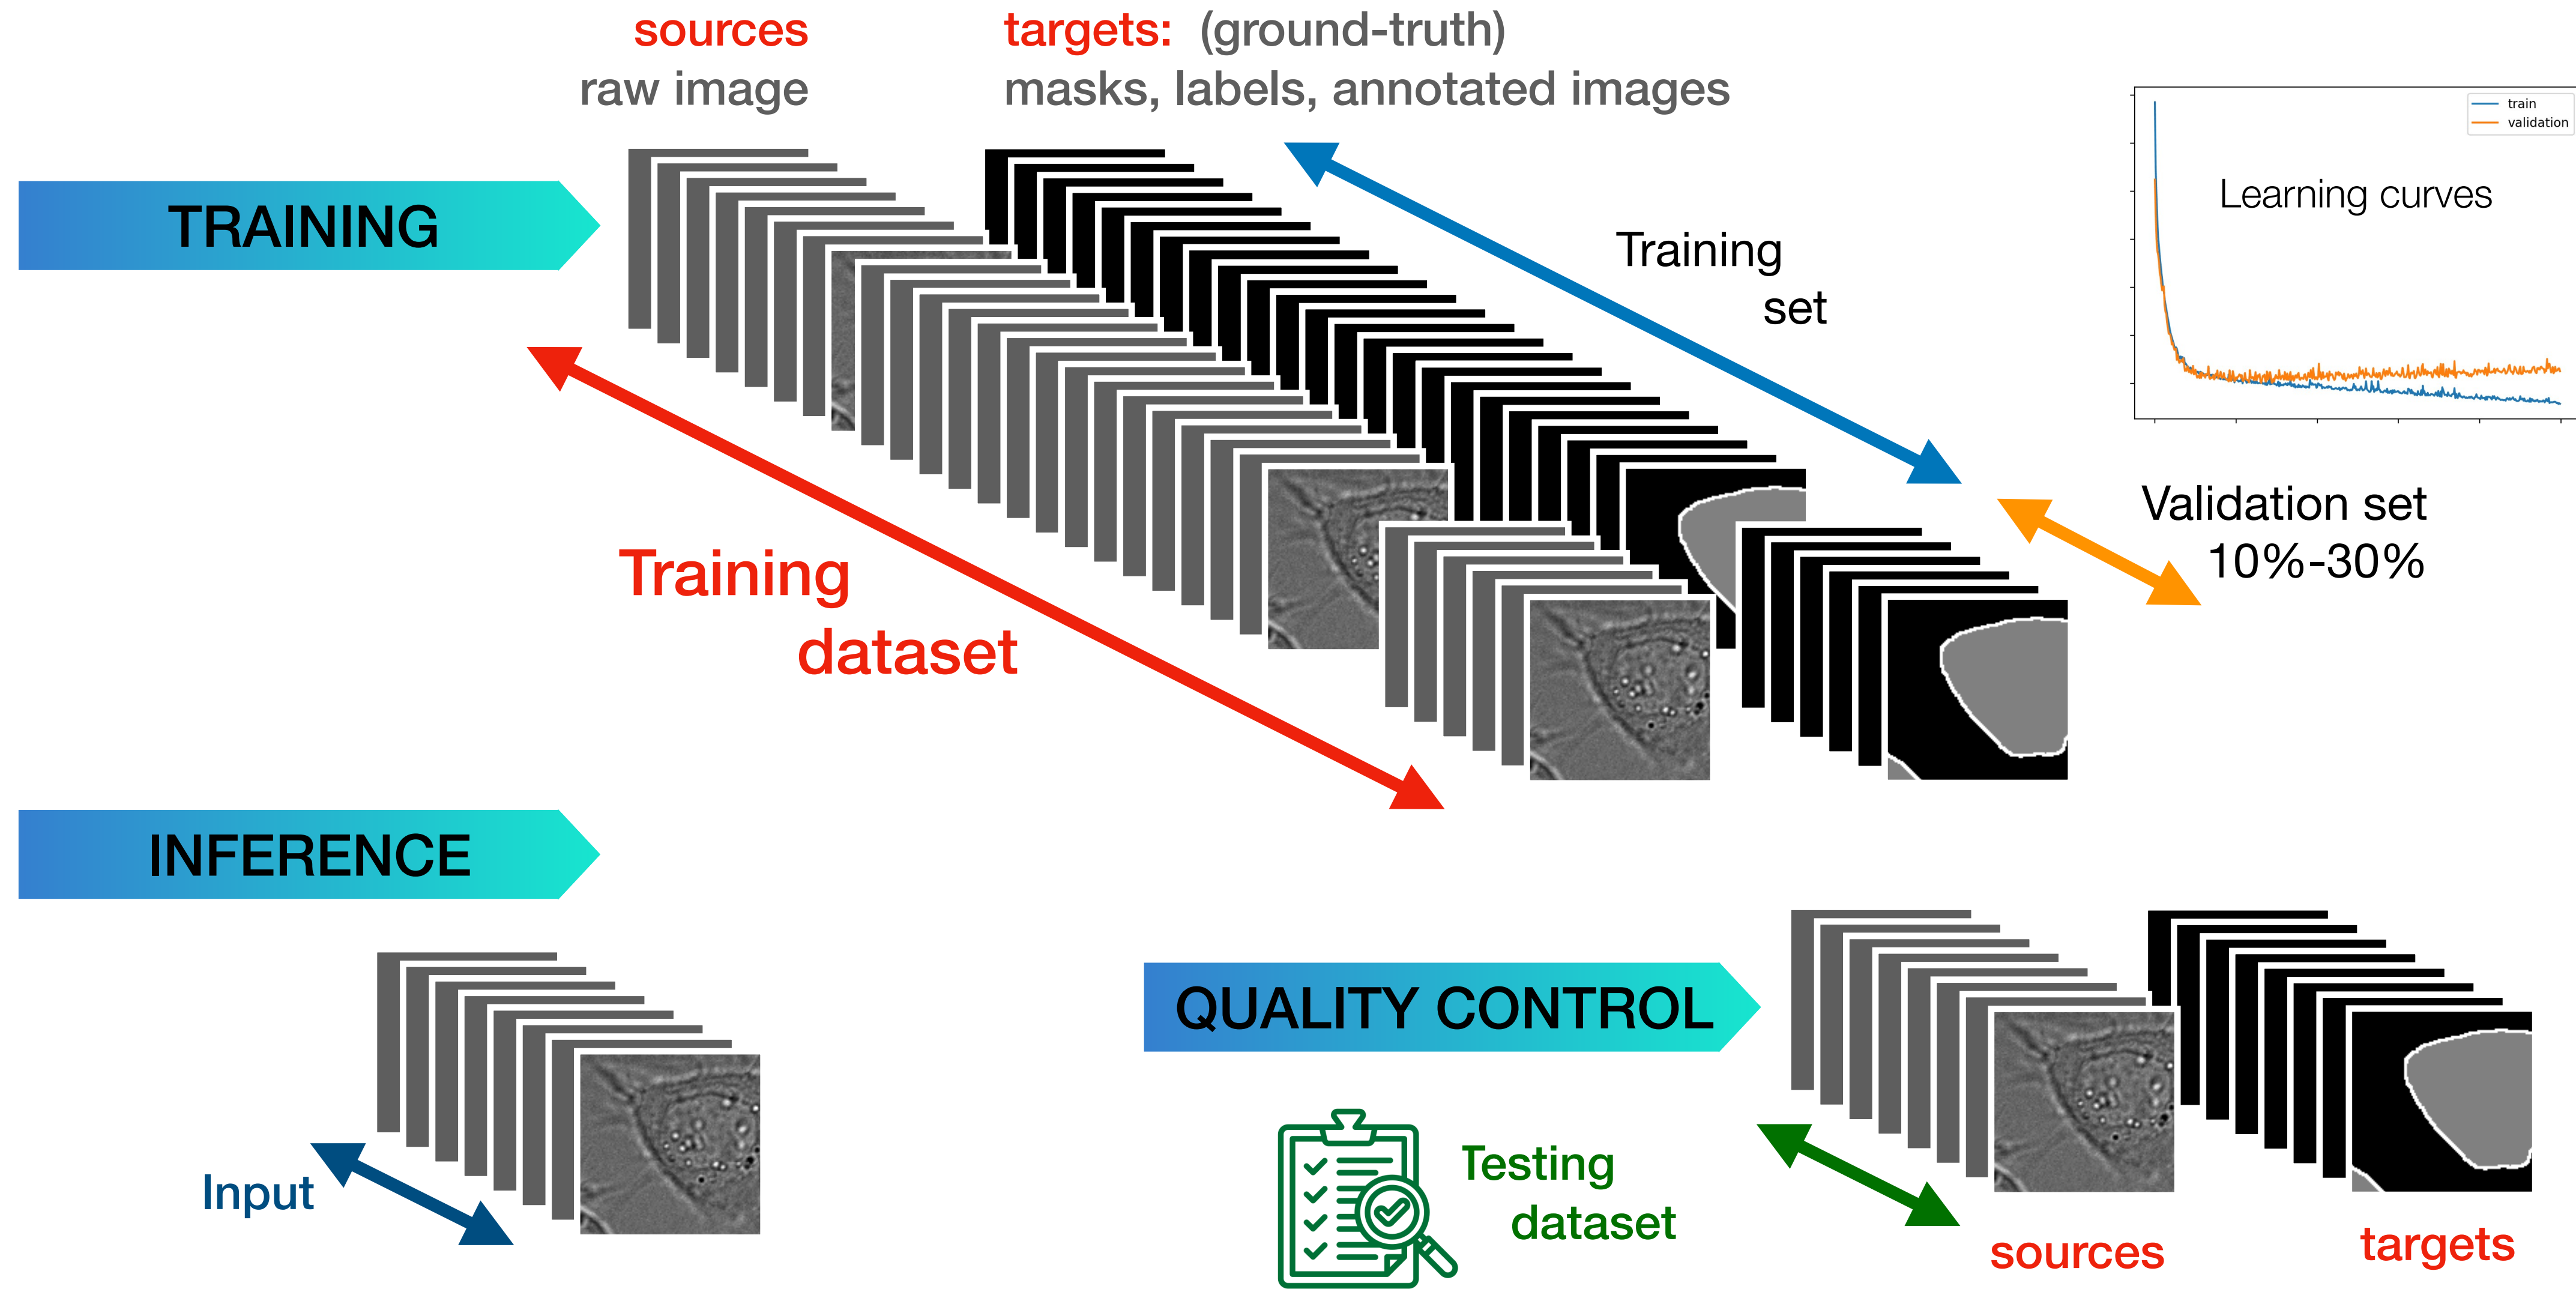 sources
raw image
targets: (ground-truth)
masks, labels, annotated images
TRAINING
train
validation
Learning curves
Training
set
Validation set
10%-30%
Training
dataset
INFERENCE
Input
QUALITY CONTROL
Testing
dataset
sources
targets